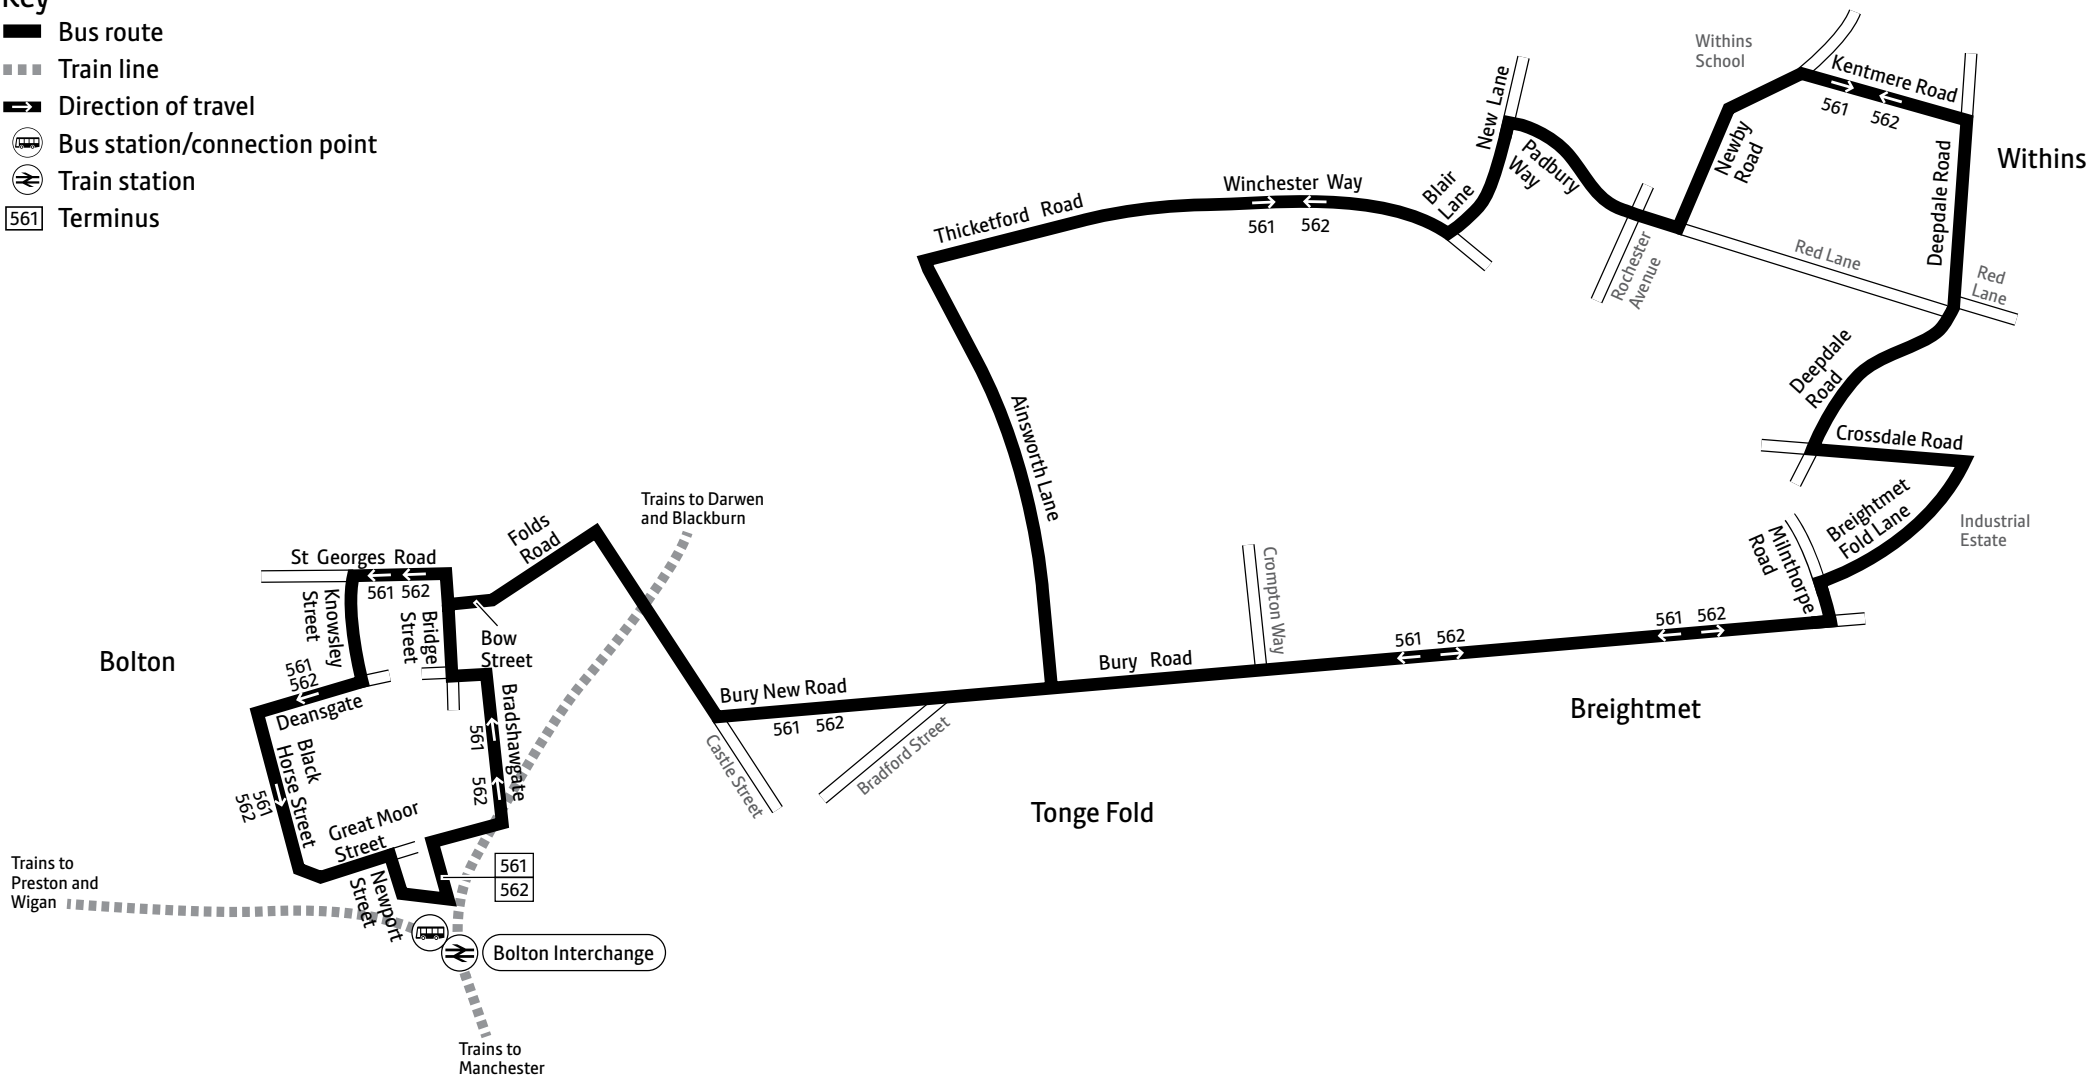 Key
Bus route
Train line
Direction of travel
Bus station/connection point
Train station
561 Terminus
Withins
School
Kentmere Road
561 562
Newby
Road
Deepdale Road
Withins
New Lane
Padbury
Way
Blair
Lane
Winchester Way
561 562
Thicketford Road
Rochester
Avenue
Red Lane
Red
Lane
Deepdale
Road
Crossdale Road
Breightmet
Fold Lane
Industrial
Estate
Milnthorpe
Road
Ainsworth Lane
Trains to Darwen
and Blackburn
Folds
Road
St Georges Road
561 562
Knowsley
Street
Bridge
Street
Bow
Street
Bolton
561
562
Deansgate
Black
Horse Street
561
562
Great Moor
Street
Newport
Street
Bradshawgate
561
562
561
562
Crompton Way
561 562
561 562
Bury Road
Bury New Road
561 562
Castle Street
Bradford Street
Breightmet
Tonge Fold
Trains to
Preston and
Wigan
Bolton Interchange
Trains to
Manchester